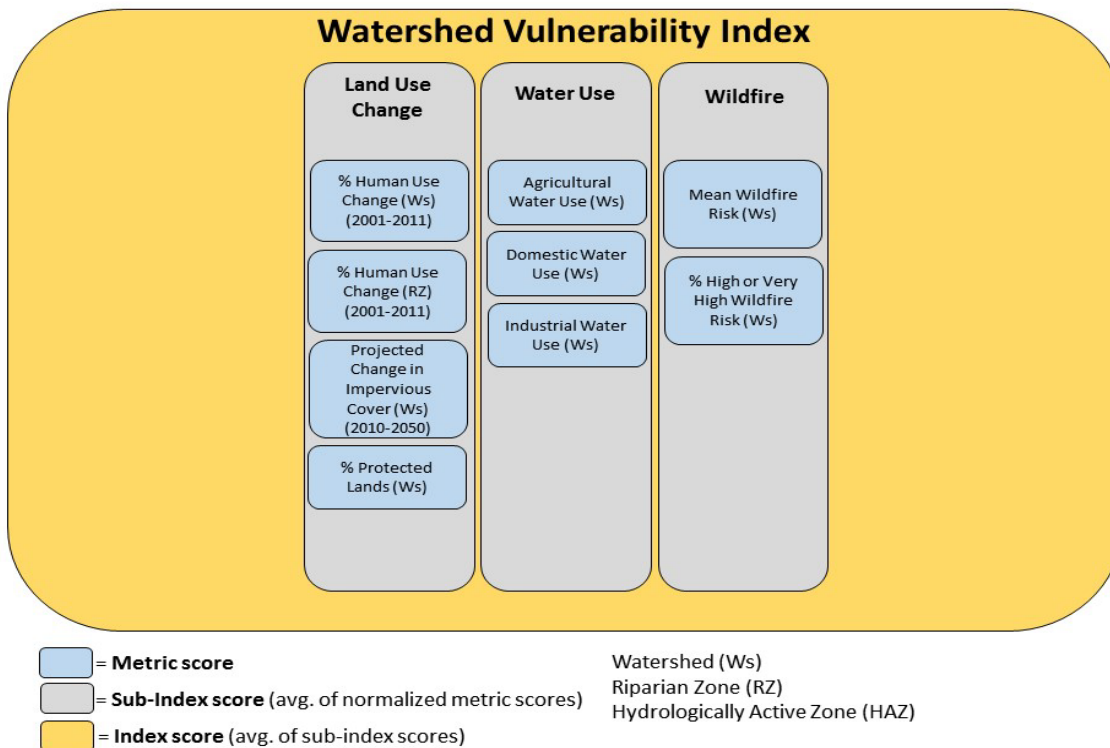 Watershed Vulnerability Index
Land Use
Change
% Human Use
Change (Ws)
(2001-2011)
% Human Use
Change (RZ)
(2001-2011)
Projected
Change in
Impervious
Cover (Ws)
(2010-2050)
% Protected
Lands (Ws)
Water Use
Agricultural
Water Use (Ws)
Domestic Water
Use (Ws)
Industrial Water
Use (Ws)
Wildfire
Mean Wildfire
Risk (Ws)
% High or Very
High Wildfire
Risk (Ws)
= Metric score
= Sub-Index score (avg. of normalized metric scores)
= Index score (avg. of sub-index scores)
Watershed (Ws)
Riparian Zone (RZ)
Hydrologically Active Zone (HAZ)